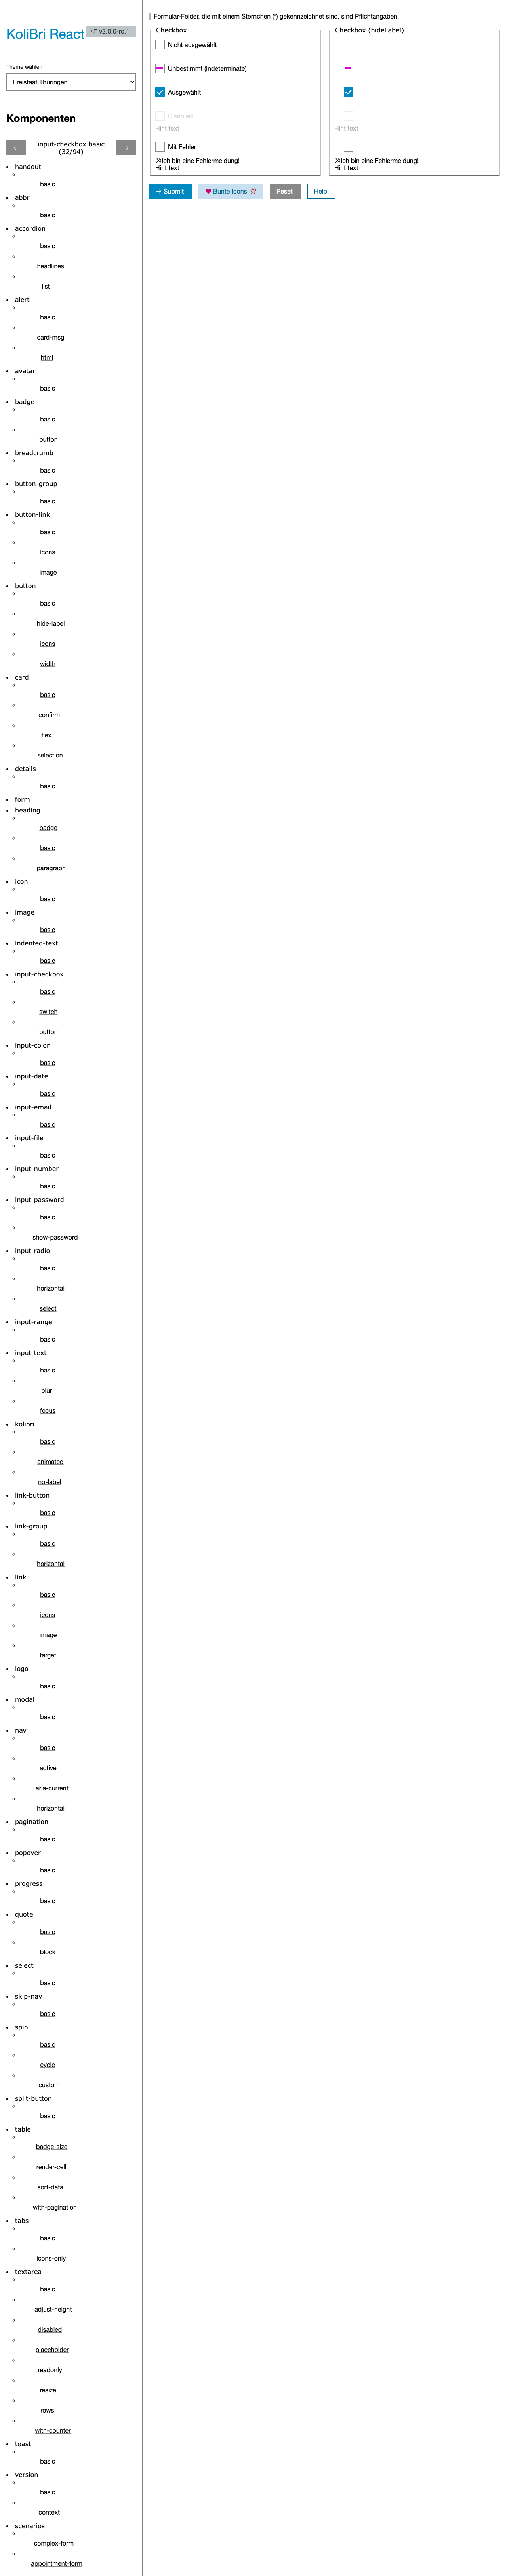 KoliBri React
v2.0.0-rc.1
Theme wählen
Freistaat Thüringen
Komponenten
input-checkbox basic
(32/94)
handout
basic
abbr
basic
accordion
basic
headlines
list
alert
basic
card-msg
html
avatar
basic
badge
basic
button
breadcrumb
basic
button-group
basic
button-link
basic
icons
image
button
basic
hide-label
icons
width
card
basic
confirm
flex
selection
details
basic
form
heading
badge
basic
paragraph
icon
basic
image
basic
indented-text
basic
input-checkbox
basic
switch
button
input-color
basic
input-date
basic
input-email
basic
input-file
basic
input-number
basic
input-password
basic
show-password
input-radio
basic
horizontal
select
input-range
basic
input-text
basic
blur
focus
kolibri
basic
animated
no-label
link-button
basic
link-group
basic
horizontal
link
basic
icons
image
target
logo
basic
modal
basic
nav
basic
active
aria-current
horizontal
pagination
basic
popover
basic
progress
basic
quote
basic
block
select
basic
skip-nav
basic
spin
basic
cycle
custom
split-button
basic
table
badge-size
render-cell
sort-data
with-pagination
tabs
basic
icons-only
textarea
basic
adjust-height
disabled
placeholder
readonly
resize
rows
with-counter
toast
basic
version
basic
context
scenarios
complex-form
appointment-form
Formular-Felder, die mit einem Sternchen (*) gekennzeichnet sind, sind Pflichtangaben.
Checkbox
Nicht ausgewählt
Unbestimmt (Indeterminate)
Ausgewählt
Disabled
Hint text
Mit Fehler
Ich bin eine Fehlermeldung!
Hint text
Checkbox (hideLabel)
Hint text
Ich bin eine Fehlermeldung!
Hint text
Submit
Bunte Icons
Reset
Help